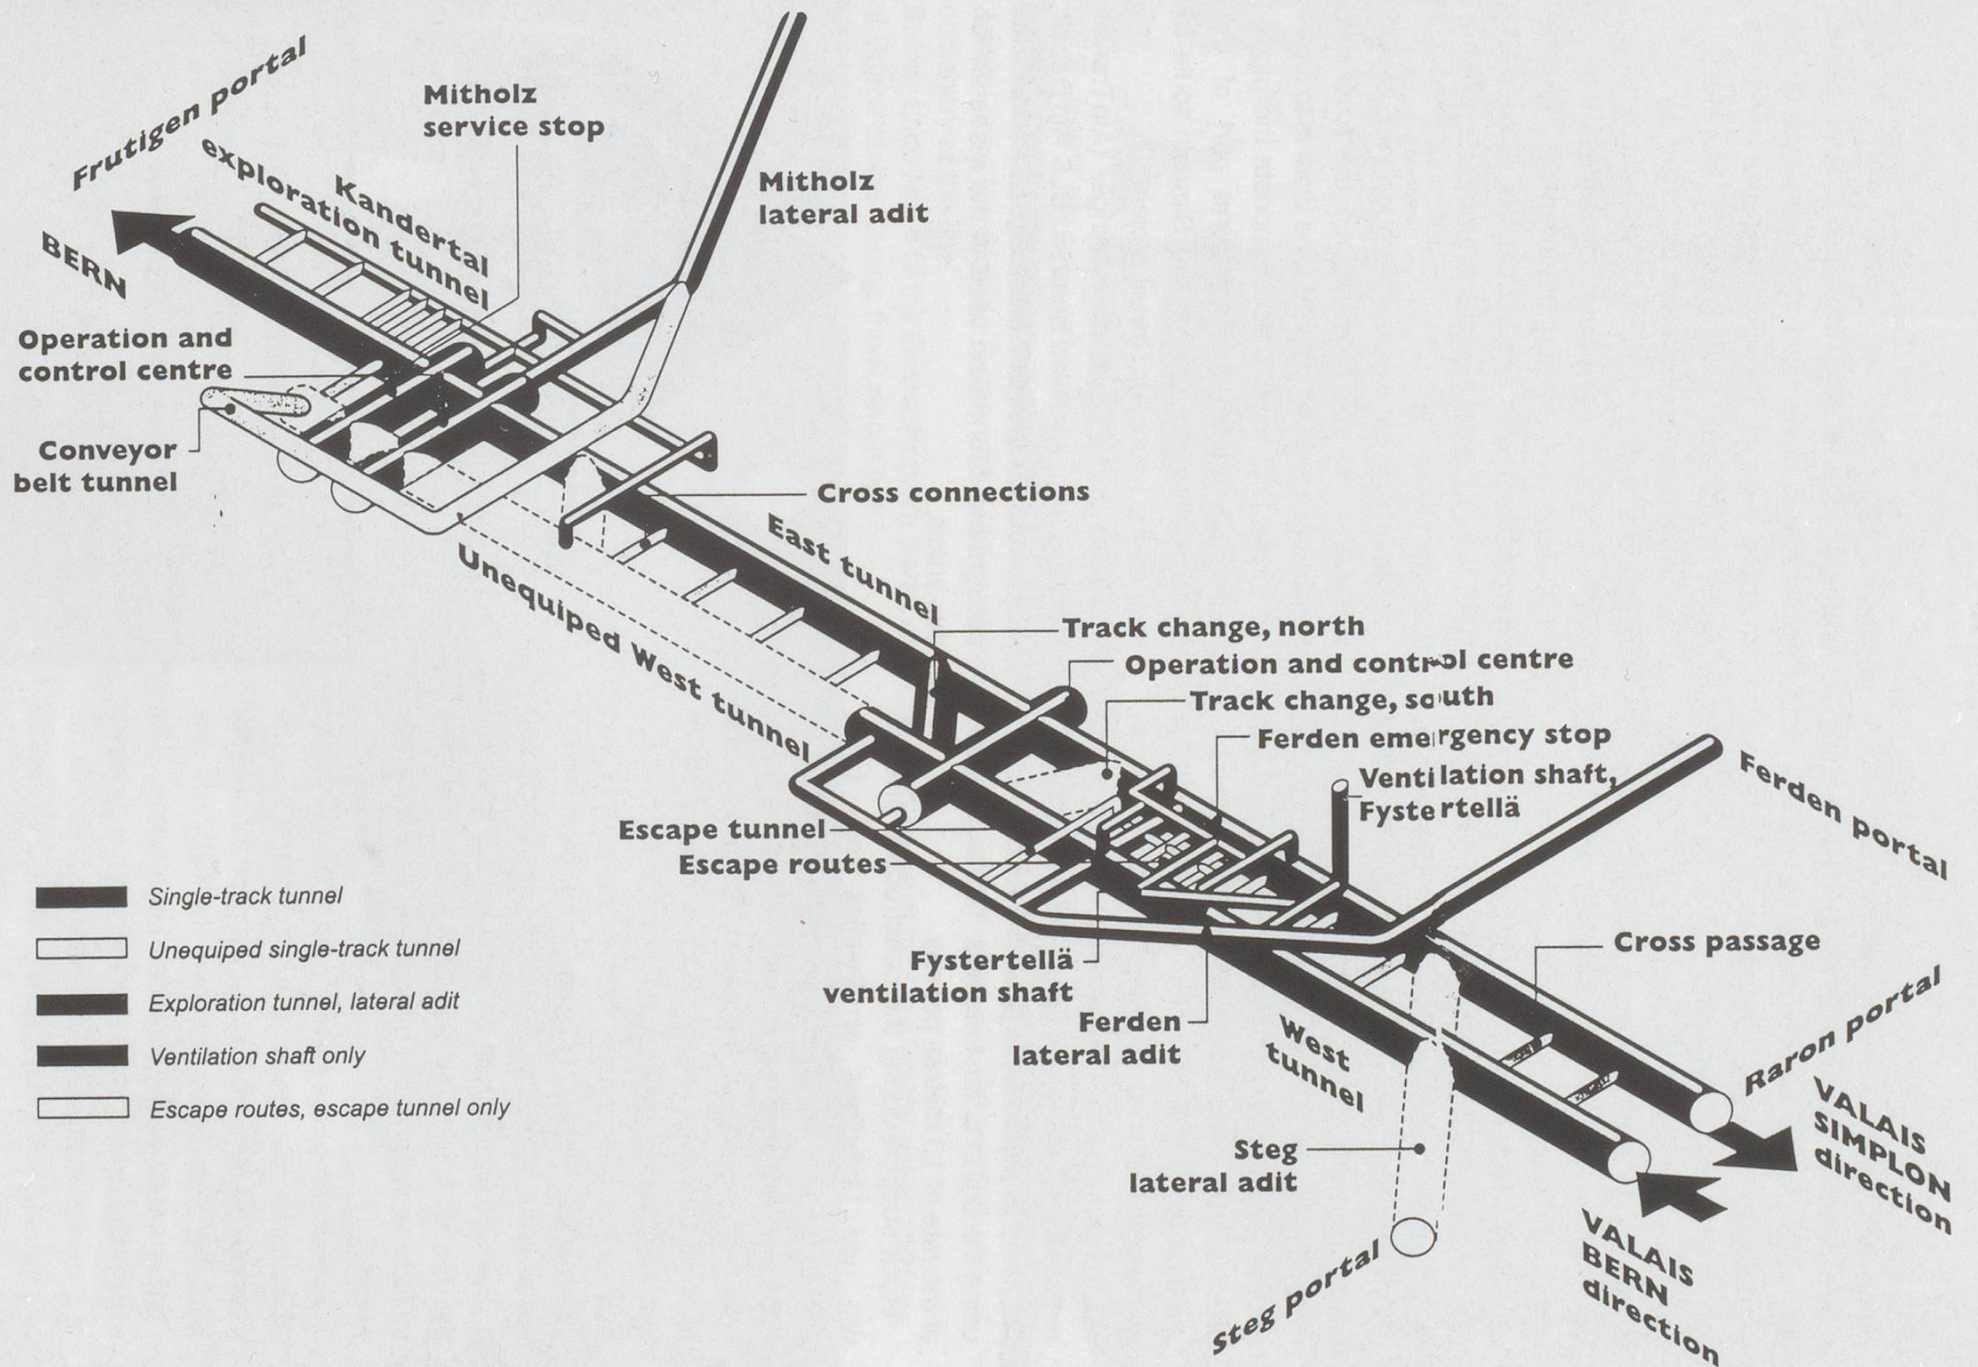 Frutigen portal
BERN
Kandertal
exploration tunnel
Mitholz
service stop
Mitholz
lateral adit
Operation and
control centre
Conveyor
belt tunnel
Cross connections
East tunnel
Unequiped West tunnel
Track change, north
Operation and control centre
Track change, south
Ferden emergency stop
Ventilation shaft,
Fystertellä
Ferden portal
Escape tunnel
Escape routes
Fystertellä
ventilation shaft
Ferden
lateral adit
West
tunnel
Cross passage
Raron portal
VALAIS
SIMPLON
direction
Steg
lateral adit
Steg portal
VALAIS
BERN
direction
Single-track tunnel
Unequiped single-track tunnel
Exploration tunnel, lateral adit
Ventilation shaft only
Escape routes, escape tunnel only